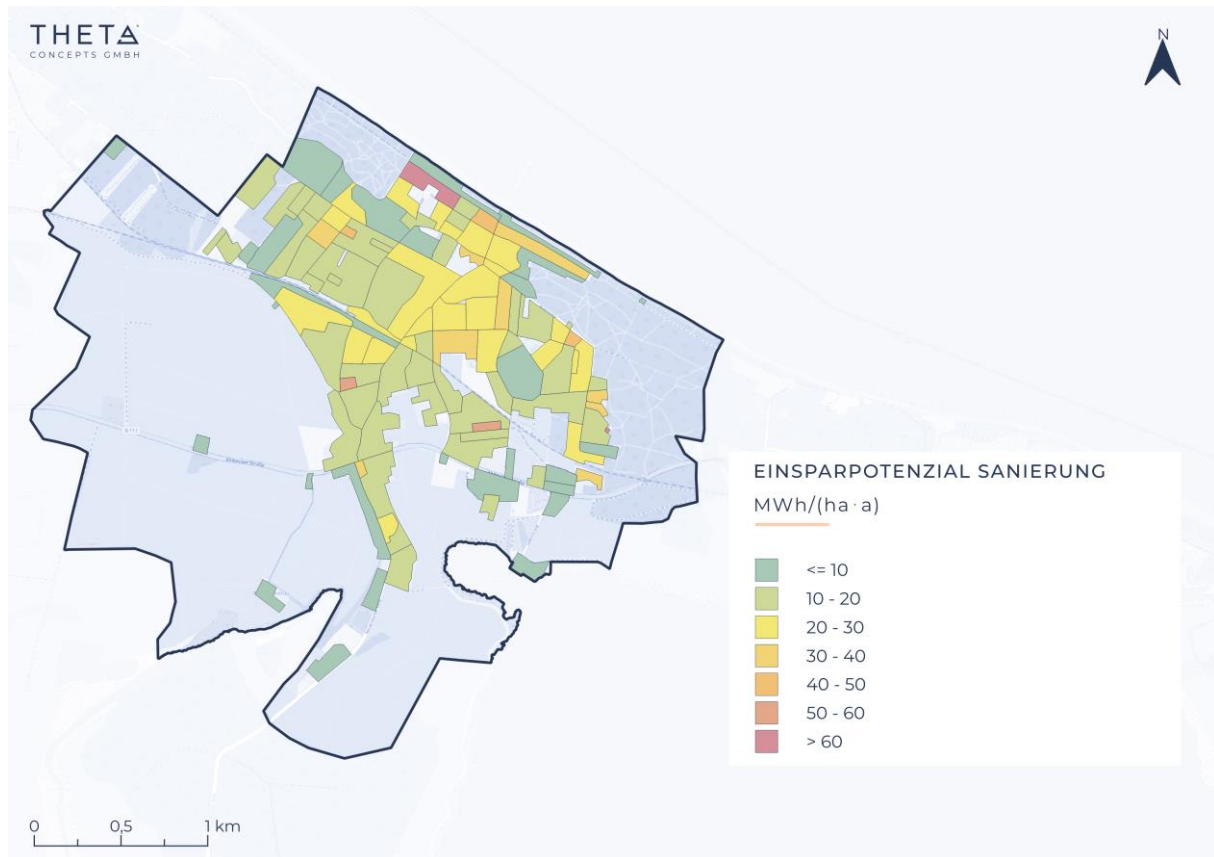 THETA
CONCEPTS GMBH
N
EINSPARPOTENZIAL SANIERUNG
MWh/(ha·a)
<= 10
10 - 20
20 - 30
30 - 40
40 - 50
50 - 60
> 60
0
0,5
1 km